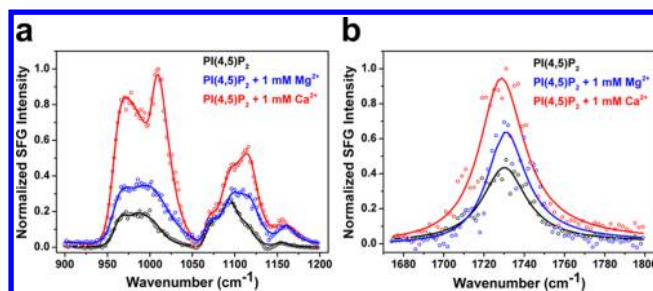 a
PI(4,5)P₂
PI(4,5)P₂ + 1 mM Mg²⁺
PI(4,5)P₂ + 1 mM Ca²⁺
Normalized SFG Intensity
1.0
0.8
0.6
0.4
0.2
0.0
900 950 1000 1050 1100 1150 1200
Wavenumber (cm⁻¹)
b
PI(4,5)P₂
PI(4,5)P₂ + 1 mM Mg²⁺
PI(4,5)P₂ + 1 mM Ca²⁺
Normalized SFG Intensity
1.0
0.8
0.6
0.4
0.2
0.0
1680 1700 1720 1740 1760 1780 1800
Wavenumber (cm⁻¹)